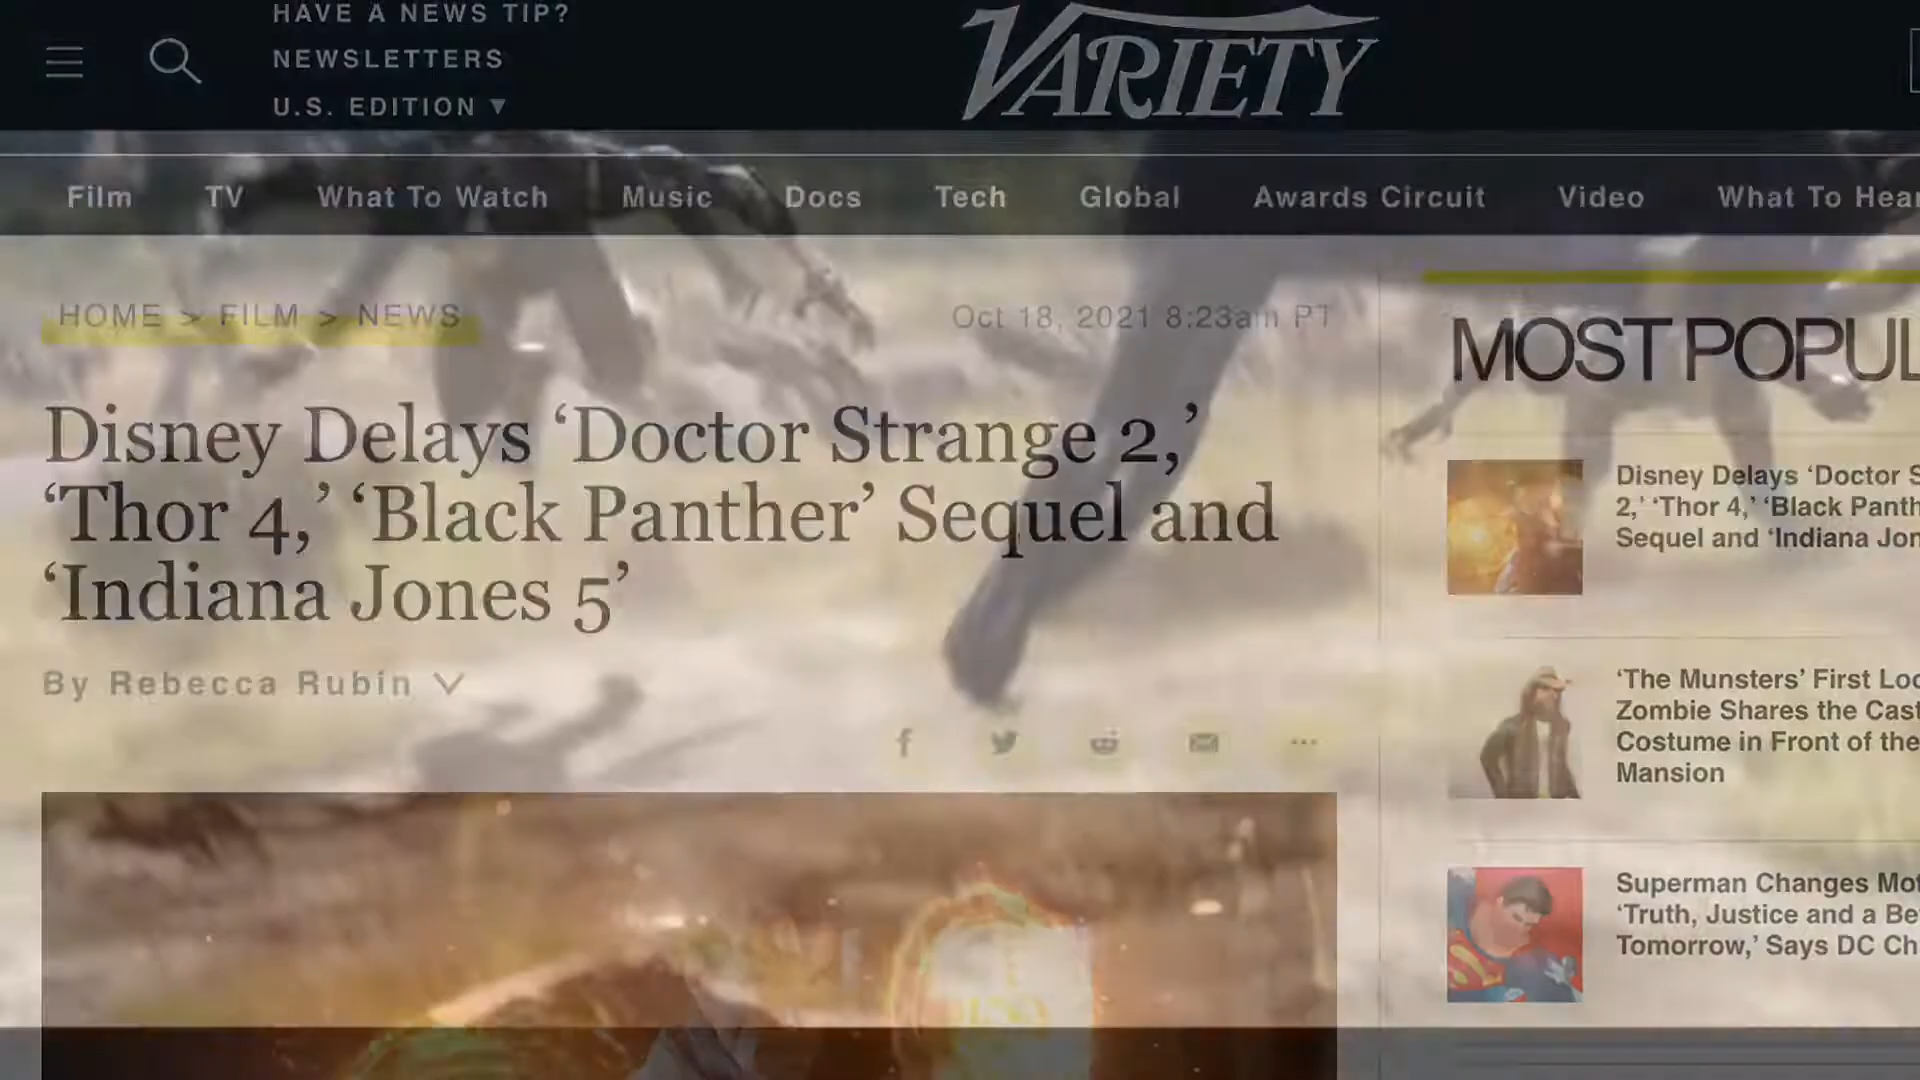 HAVE A NEWS TIP?
NEWSLETTERS
U.S. EDITION ▼
VARIETY
Film TV What To Watch Music Docs Tech Global Awards Circuit Video What To Hear
HOME > FILM > NEWS
Oct 18, 2021 8:23am PT
Disney Delays ‘Doctor Strange 2,’
‘Thor 4,’ ‘Black Panther’ Sequel and
‘Indiana Jones 5’
By Rebecca Rubin
MOST POPUL
Disney Delays ‘Doctor S
2,’ ‘Thor 4,’ ‘Black Panth
Sequel and ‘Indiana Jon
‘The Munsters’ First Loo
Zombie Shares the Cast
Costume in Front of the
Mansion
Superman Changes Mot
‘Truth, Justice and a Be
Tomorrow,’ Says DC Ch